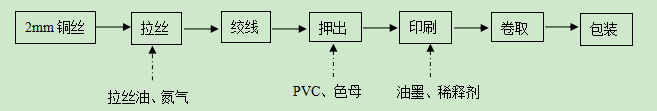 2mm 铜丝 拉丝 绞线 押出 印刷 卷取 包装
拉丝油、氮气 PVC、色母 油墨、稀释剂